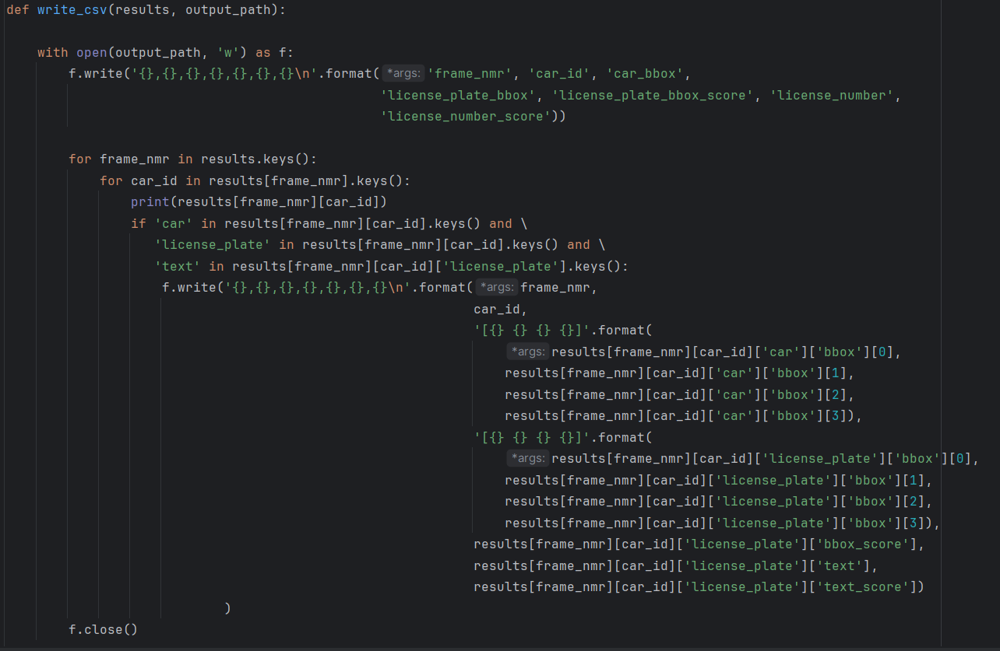 def write_csv(results, output_path):
with open(output_path, 'w') as f:
f.write('{},{},{},{},{},{},{}\n'.format( *args: 'frame_nmr', 'car_id', 'car_bbox',
'license_plate_bbox', 'license_plate_bbox_score', 'license_number',
'license_number_score'))
for frame_nmr in results.keys():
for car_id in results[frame_nmr].keys():
print(results[frame_nmr][car_id])
if 'car' in results[frame_nmr][car_id].keys() and \
'license_plate' in results[frame_nmr][car_id].keys() and \
'text' in results[frame_nmr][car_id]['license_plate'].keys():
f.write('{},{},{},{},{},{},{}\n'.format( *args: frame_nmr,
car_id,
'[{} {} {} {}]'.format(
*args: results[frame_nmr][car_id]['car']['bbox'][0],
results[frame_nmr][car_id]['car']['bbox'][1],
results[frame_nmr][car_id]['car']['bbox'][2],
results[frame_nmr][car_id]['car']['bbox'][3]),
'[{} {} {} {}]'.format(
*args: results[frame_nmr][car_id]['license_plate']['bbox'][0],
results[frame_nmr][car_id]['license_plate']['bbox'][1],
results[frame_nmr][car_id]['license_plate']['bbox'][2],
results[frame_nmr][car_id]['license_plate']['bbox'][3]),
results[frame_nmr][car_id]['license_plate']['bbox_score'],
results[frame_nmr][car_id]['license_plate']['text'],
results[frame_nmr][car_id]['license_plate']['text_score'])
)
f.close()